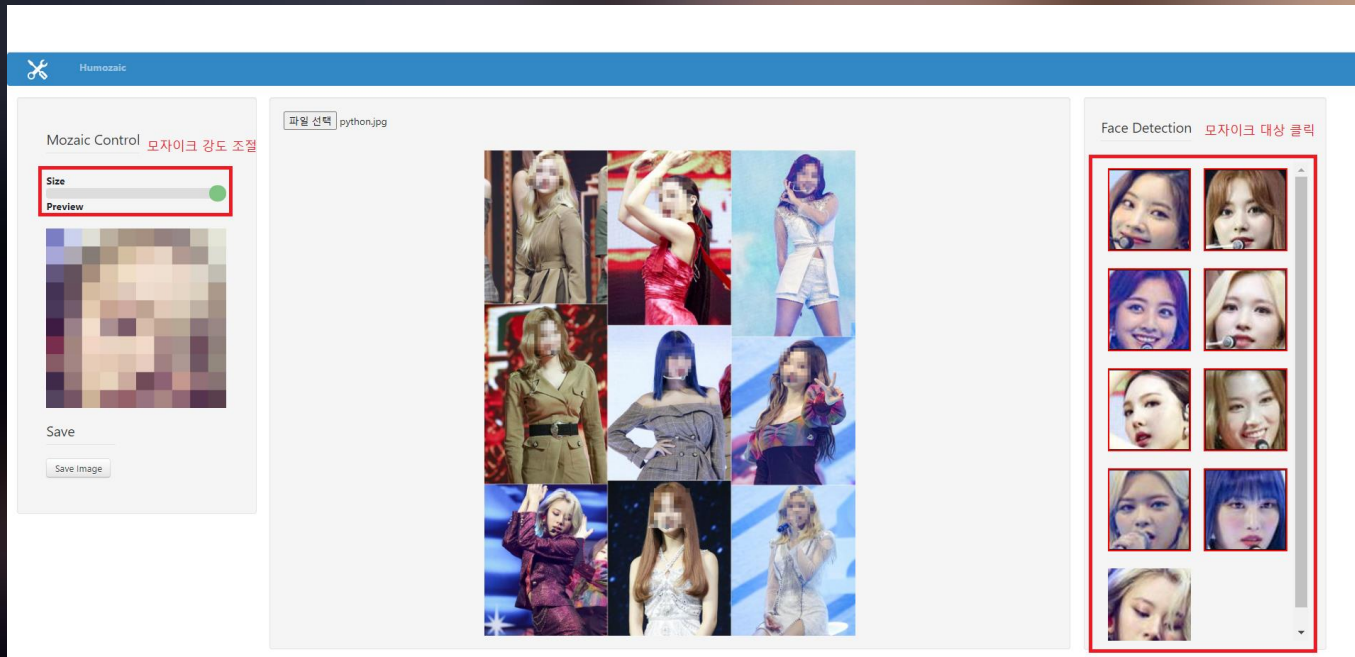 Humozaic
Mozaic Control 모자이크 강도 조절
Size
Preview
Save
Save Image
파일 선택 python.jpg
Face Detection 모자이크 대상 클릭